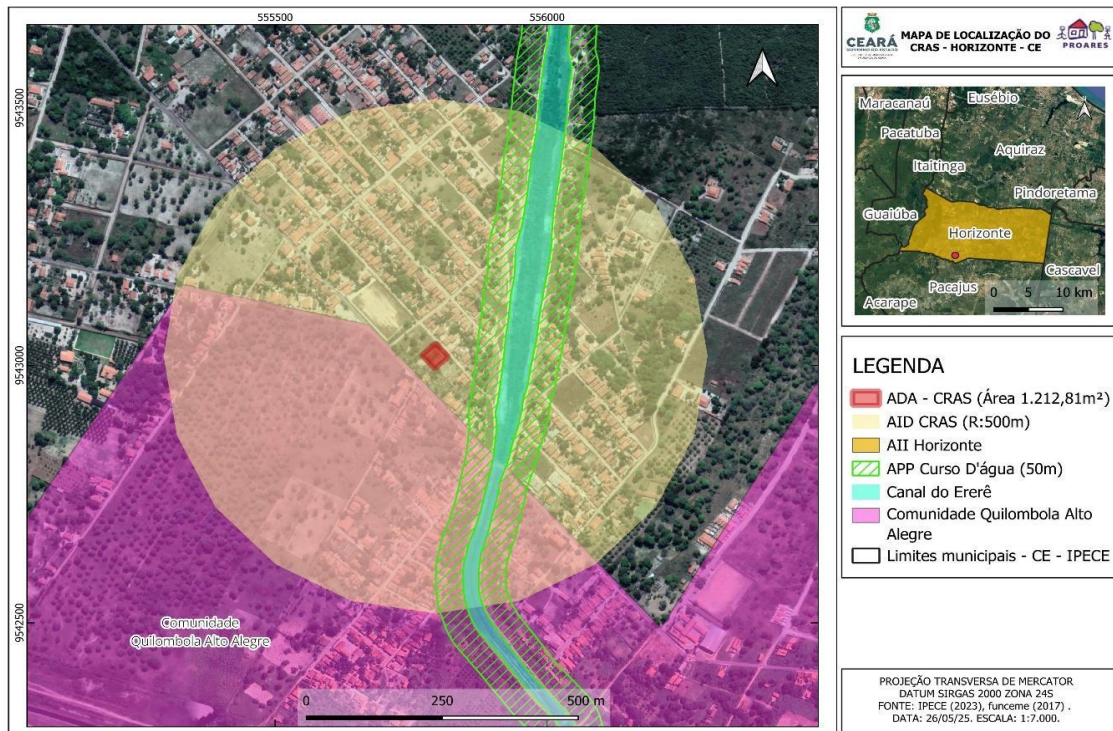 555500
556000
9543500
9543000
9542500
Comunidade
Quilombola Alto Alegre
0
250
500 m
CEARÁ
GOVERNO DO ESTADO
MAPA DE LOCALIZAÇÃO DO
CRAS - HORIZONTE - CE
PROARES
Maracanaú
Eusébio
Pacatuba
Aquiraz
Itaitinga
Pindoretama
Guaiúba
Horizonte
Cascavel
Pacajus
Acarape
0 5 10 km
LEGENDA
ADA - CRAS (Área 1.212,81m²)
AID CRAS (R:500m)
AII Horizonte
APP Curso D'água (50m)
Canal do Ererê
Comunidade Quilombola Alto
Alegre
Limites municipais - CE - IPECE
PROJEÇÃO TRANSVERSA DE MERCATOR
DATUM SIRGAS 2000 ZONA 24S
FONTE: IPECE (2023), funceme (2017) .
DATA: 26/05/25. ESCALA: 1:7.000.